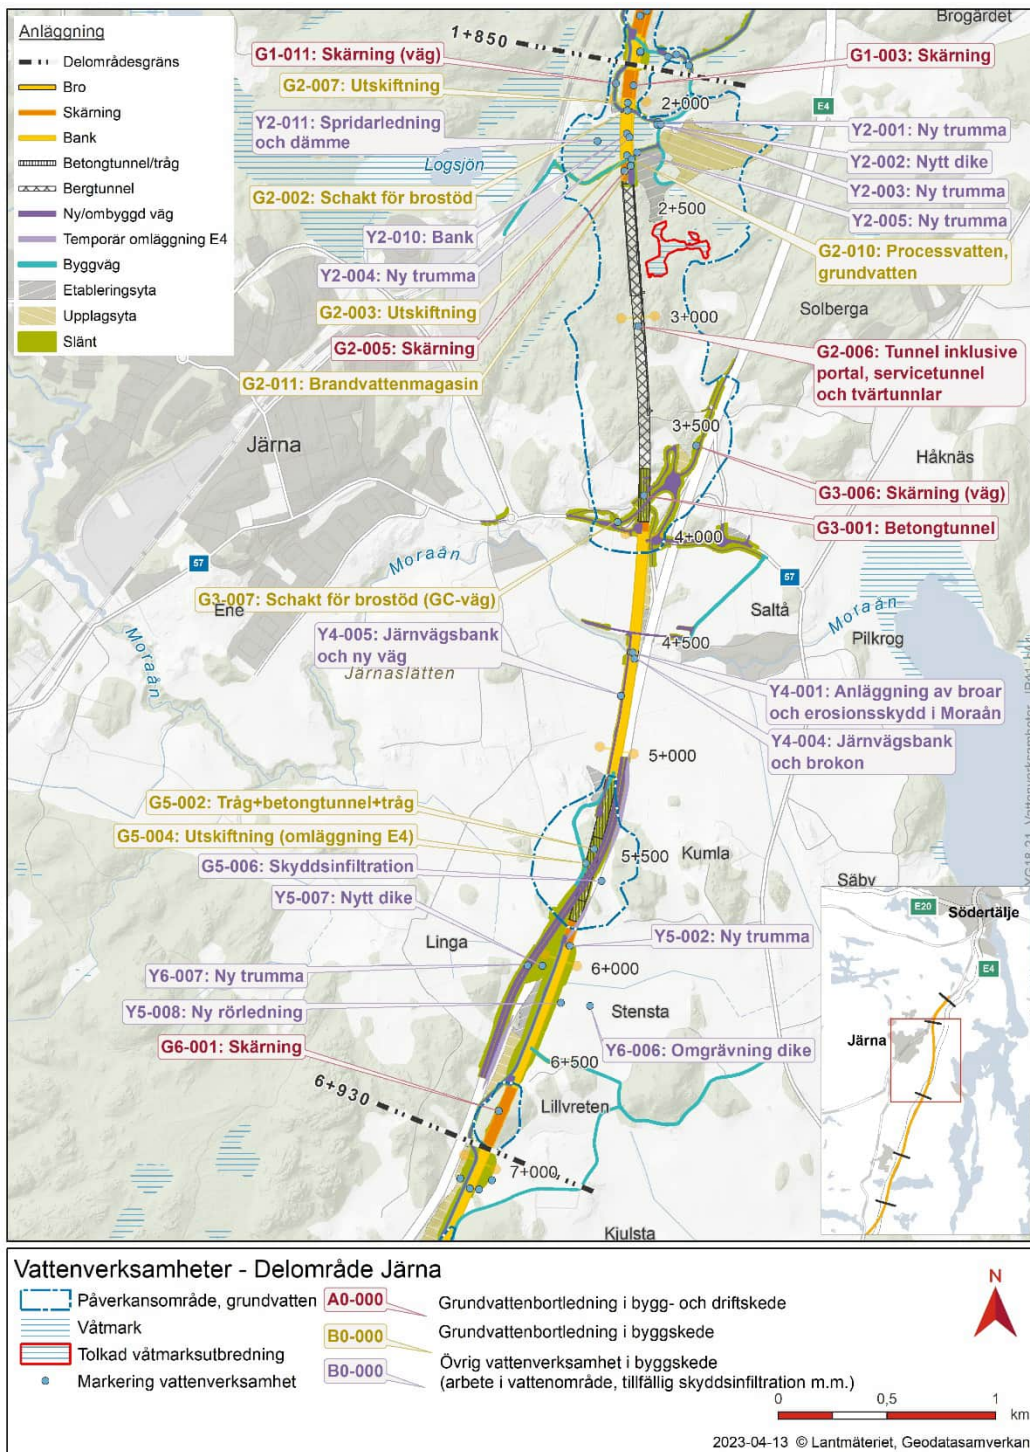 Anläggning
Delområdesgräns
Bro
Skärning
Bank
Betongtunnel/tråg
Bergtunnel
Ny/ombyggd väg
Temporär omläggning E4
Byggväg
Etableringsyta
Upplagsyta
Slänt
Brogärdet
1+850
G1-011: Skärning (väg)
G1-003: Skärning
G2-007: Utskiftning
2+000
E4
Y2-011: Spridarledning
och dämme
Y2-001: Ny trumma
Logsjön
Y2-002: Nytt dike
Y2-003: Ny trumma
G2-002: Schakt för brostöd
2+500
Y2-005: Ny trumma
Y2-010: Bank
G2-010: Processvatten,
grundvatten
Y2-004: Ny trumma
G2-003: Utskiftning
3+000
Solberga
G2-005: Skärning
G2-006: Tunnel inklusive
portal, servicetunnel
och tvärtunnlar
G2-011: Brandvattenmagasin
3+500
Järna
Håknäs
G3-006: Skärning (väg)
G3-001: Betongtunnel
4+000
Moraån
57
57
G3-007: Schakt för brostöd (GC-väg)
Ene
Saltå
Moraån
Pilkrog
Y4-005: Järnvägsbank
och ny väg
4+500
Moraån
Järnaslätten
Y4-001: Anläggning av broar
och erosionsskydd i Moraån
Y4-004: Järnvägsbank
och brokon
5+000
G5-002: Tråg+betongtunnel+tråg
G5-004: Utskiftning (omläggning E4)
G5-006: Skyddsinfiltration
5+500
Kumla
Säby
Y5-007: Nytt dike
Linga
Y5-002: Ny trumma
Y6-007: Ny trumma
6+000
Y5-008: Ny rörledning
Stensta
G6-001: Skärning
6+500
Y6-006: Omgrävning dike
6+930
Lillvreten
7+000
Kjulsta
E20
Södertälje
E4
Järna
Vattenverksamheter - Delområde Järna
Påverkansområde, grundvatten
Våtmark
Tolkad våtmarksutbredning
Markering vattenverksamhet
A0-000
Grundvattenbortledning i bygg- och driftskede
B0-000
Grundvattenbortledning i byggskede
B0-000
Övrig vattenverksamhet i byggskede
(arbete i vattenområde, tillfällig skyddsinfiltration m.m.)
N
0 0,5 1
km
2023-04-13 © Lantmäteriet, Geodatasamverkan